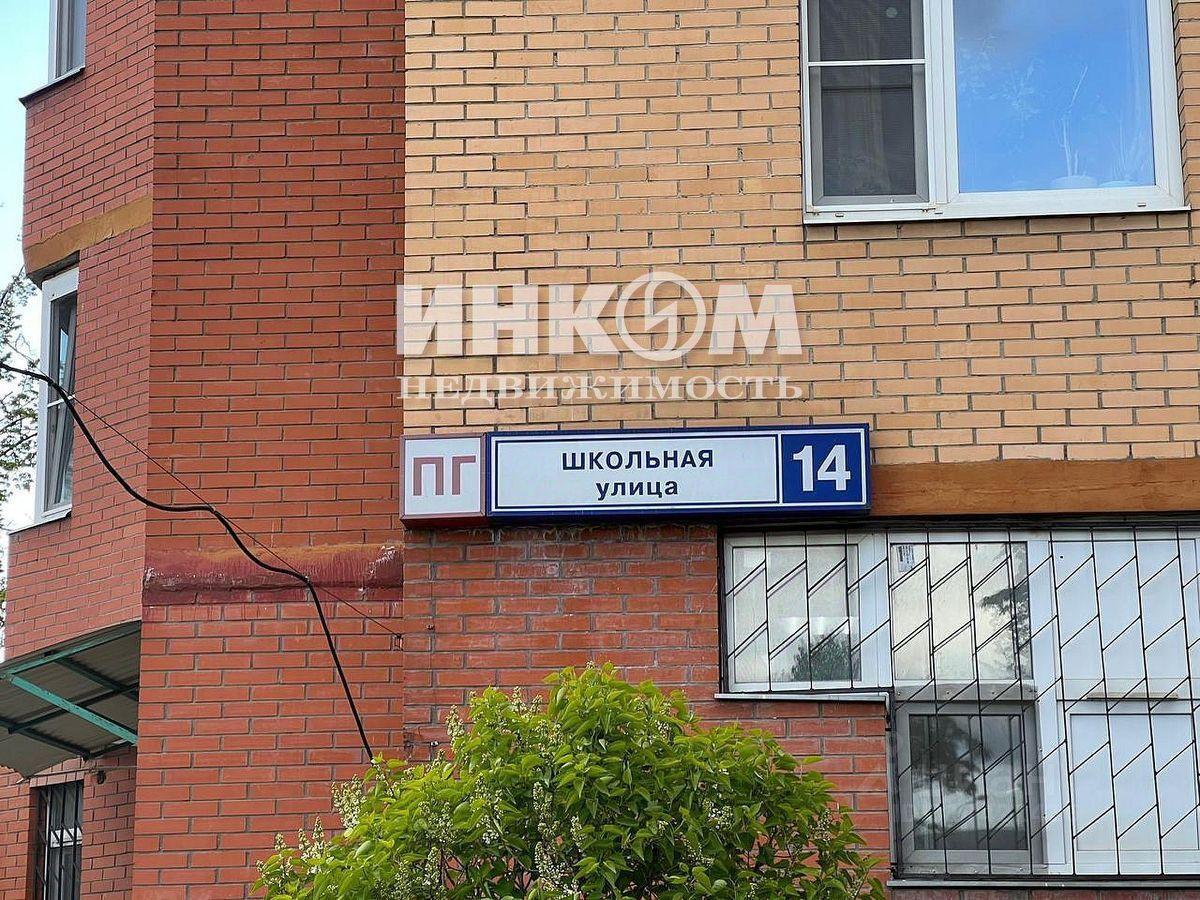 ИНКОМ
НЕДВИЖИМОСТЬ
ПГ
ШКОЛЬНАЯ
улица
14